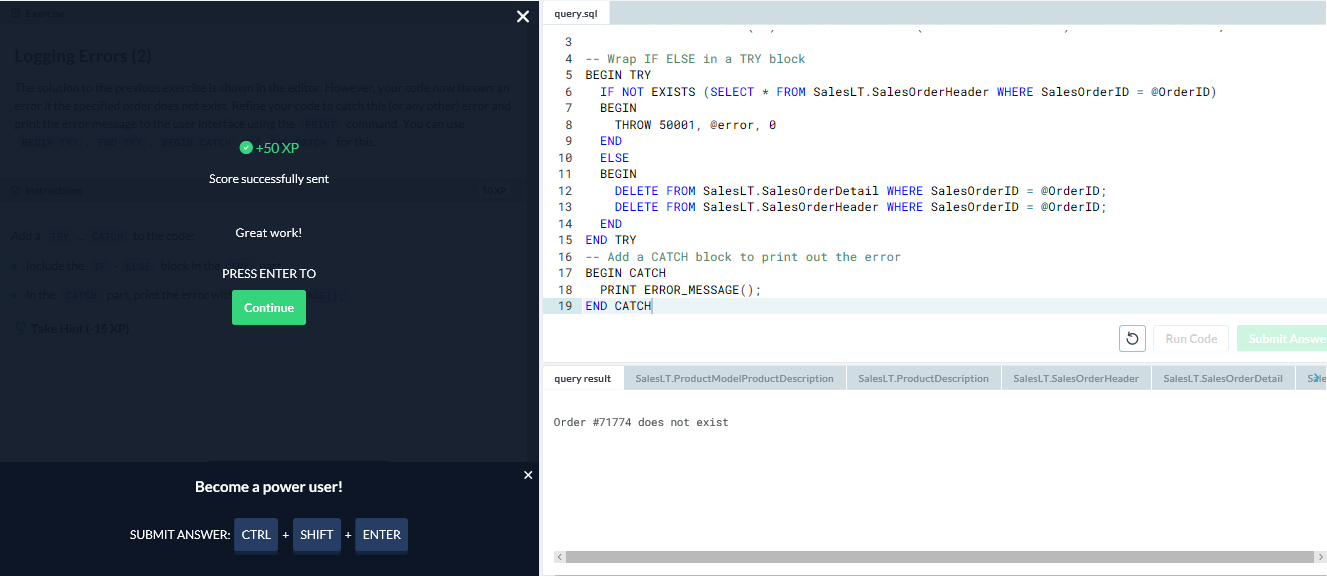 Exercise
Logging Errors (2)
The solution to the previous exercise is shown in the editor. However, your code now throws an
error if the specified order does not exist. Refine your code to catch this (or any other) error and
print the error message to the user interface using the PRINT command. You can use
BEGIN TRY, END TRY, BEGIN CATCH for this.
+50 XP
Score successfully sent
Instructions 50 XP
Great work!
Add a TRY … CATCH to the code:
Include the IF - ELSE block in the
PRESS ENTER TO
In the CATCH part, print the error
Continue
Take Hint (-15 XP)
Become a power user!
SUBMIT ANSWER: CTRL + SHIFT + ENTER
query.sql
3
4 -- Wrap IF ELSE in a TRY block
5 BEGIN TRY
6 IF NOT EXISTS (SELECT * FROM SalesLT.SalesOrderHeader WHERE SalesOrderID = @OrderID)
7 BEGIN
8 THROW 50001, @error, 0
9 END
10 ELSE
11 BEGIN
12 DELETE FROM SalesLT.SalesOrderDetail WHERE SalesOrderID = @OrderID;
13 DELETE FROM SalesLT.SalesOrderHeader WHERE SalesOrderID = @OrderID;
14 END
15 END TRY
16 -- Add a CATCH block to print out the error
17 BEGIN CATCH
18 PRINT ERROR_MESSAGE();
19 END CATCH
Run Code Submit Answe
query result SalesLT.ProductModelProductDescription SalesLT.ProductDescription SalesLT.SalesOrderHeader SalesLT.SalesOrderDetail
Order #71774 does not exist